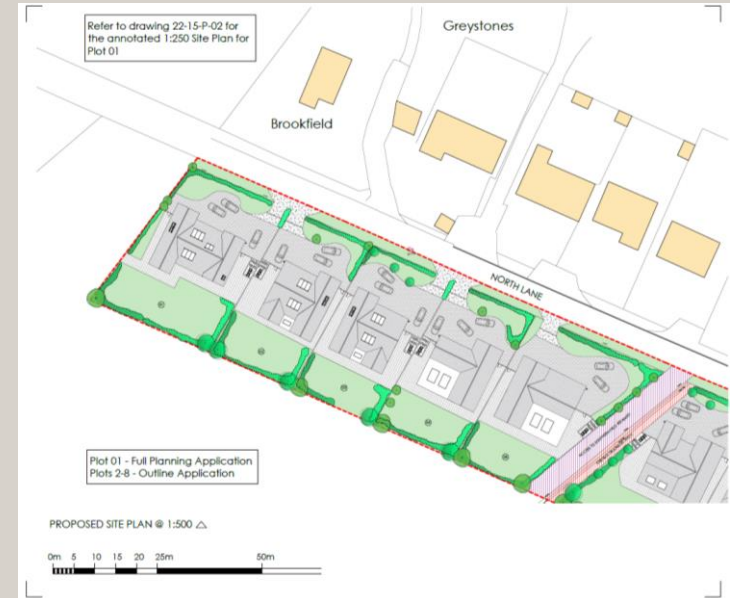 Refer to drawing 22-15-P-02 for
the annotated 1:250 Site Plan for
Plot 01
Greystones
Brookfield
NORTH LANE
Plot 01 - Full Planning Application
Plots 2-8 - Outline Application
PROPOSED SITE PLAN @ 1:500
0m 5 10 15 20 25m 50m